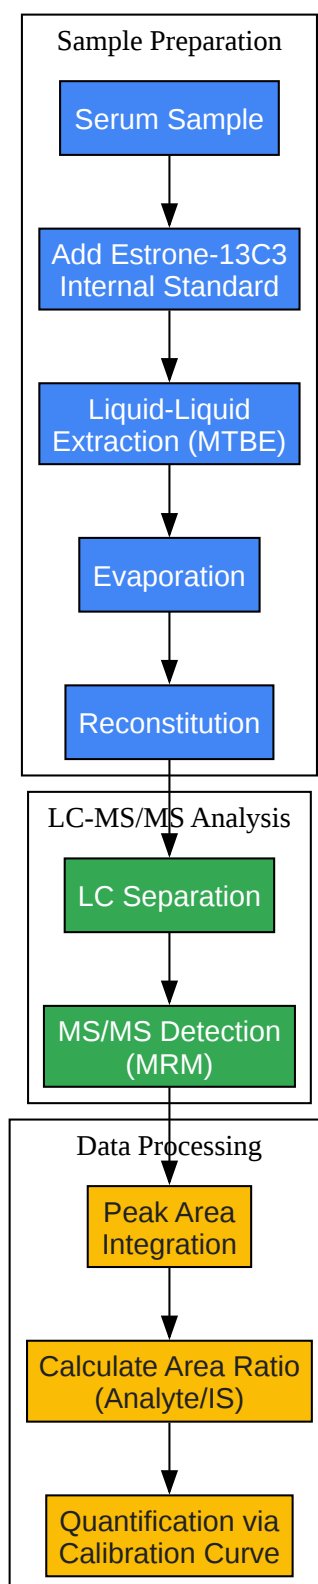 Sample Preparation
Serum Sample
Add Estrone-13C3
Internal Standard
Liquid-Liquid
Extraction (MTBE)
Evaporation
Reconstitution
LC-MS/MS Analysis
LC Separation
MS/MS Detection
(MRM)
Data Processing
Peak Area
Integration
Calculate Area Ratio
(Analyte/IS)
Quantification via
Calibration Curve